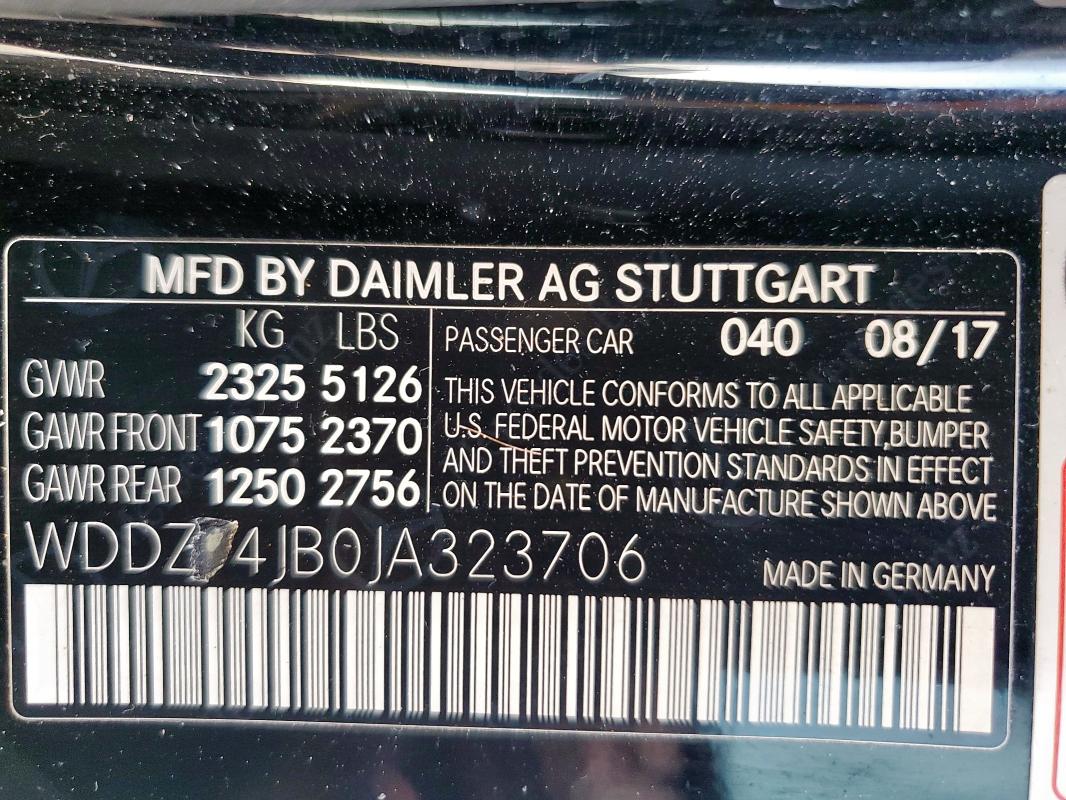 MFD BY DAIMLER AG STUTTGART
KG LBS
GVWR 2325 5126
GAWR FRONT 1075 2370
GAWR REAR 1250 2756
PASSENGER CAR 040 08/17
THIS VEHICLE CONFORMS TO ALL APPLICABLE
U.S. FEDERAL MOTOR VEHICLE SAFETY, BUMPER
AND THEFT PREVENTION STANDARDS IN EFFECT
ON THE DATE OF MANUFACTURE SHOWN ABOVE
WDDZ 4JB0JA323706
MADE IN GERMANY